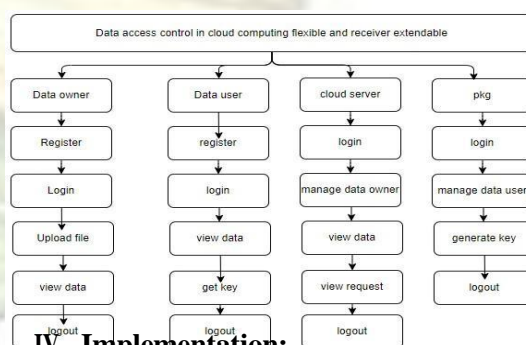 Data access control in cloud computing flexible and receiver extendable
Data owner
Register
Login
Upload file
view data
logout
Data user
register
login
view data
get key
logout
cloud server
login
manage data owner
view data
view request
logout
pkg
login
manage data user
generate key
logout
IV Implementation: